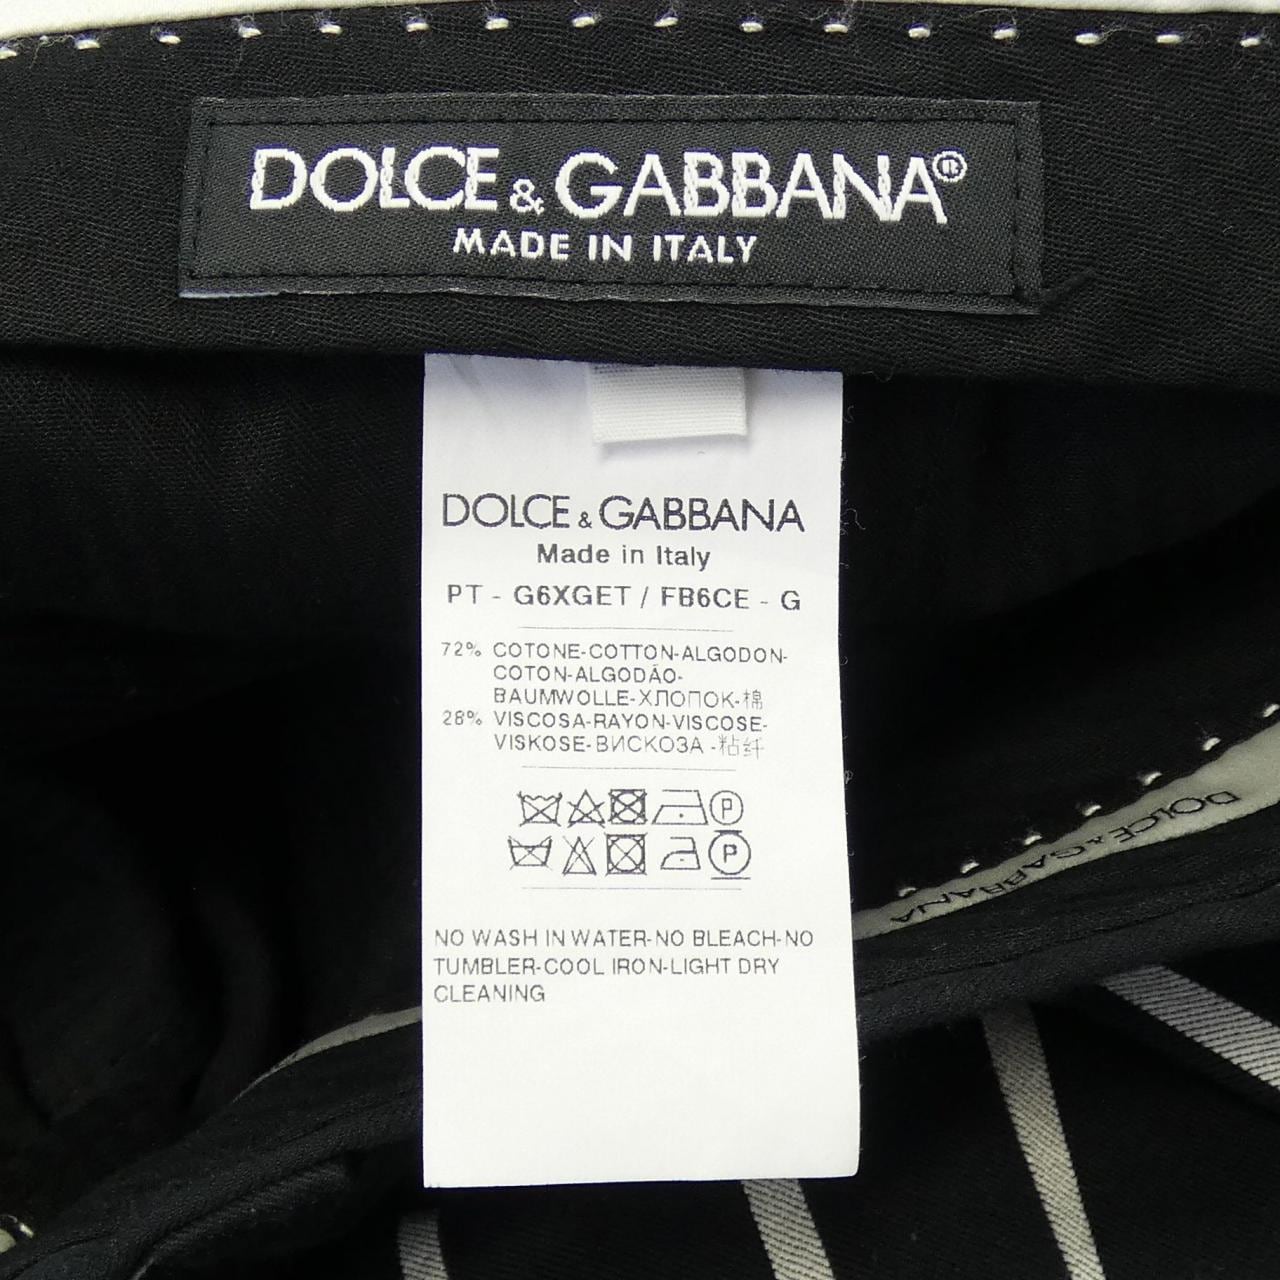 DOLCE & GABBANA®
MADE IN ITALY
DOLCE & GABBANA
Made in Italy
PT - G6XGET / FB6CE - G
72% COTONE-COTTON-ALGODON-
COTON-ALGODÃO-
BAUMWOLLE-ХЛОПОК-棉
28% VISCOSA-RAYON-VISCOSE-
VISKOSE-ВИСКОЗА -粘纤
P
P
NO WASH IN WATER-NO BLEACH-NO
TUMBLER-COOL IRON-LIGHT DRY
CLEANING
DOLCE & GABBANA